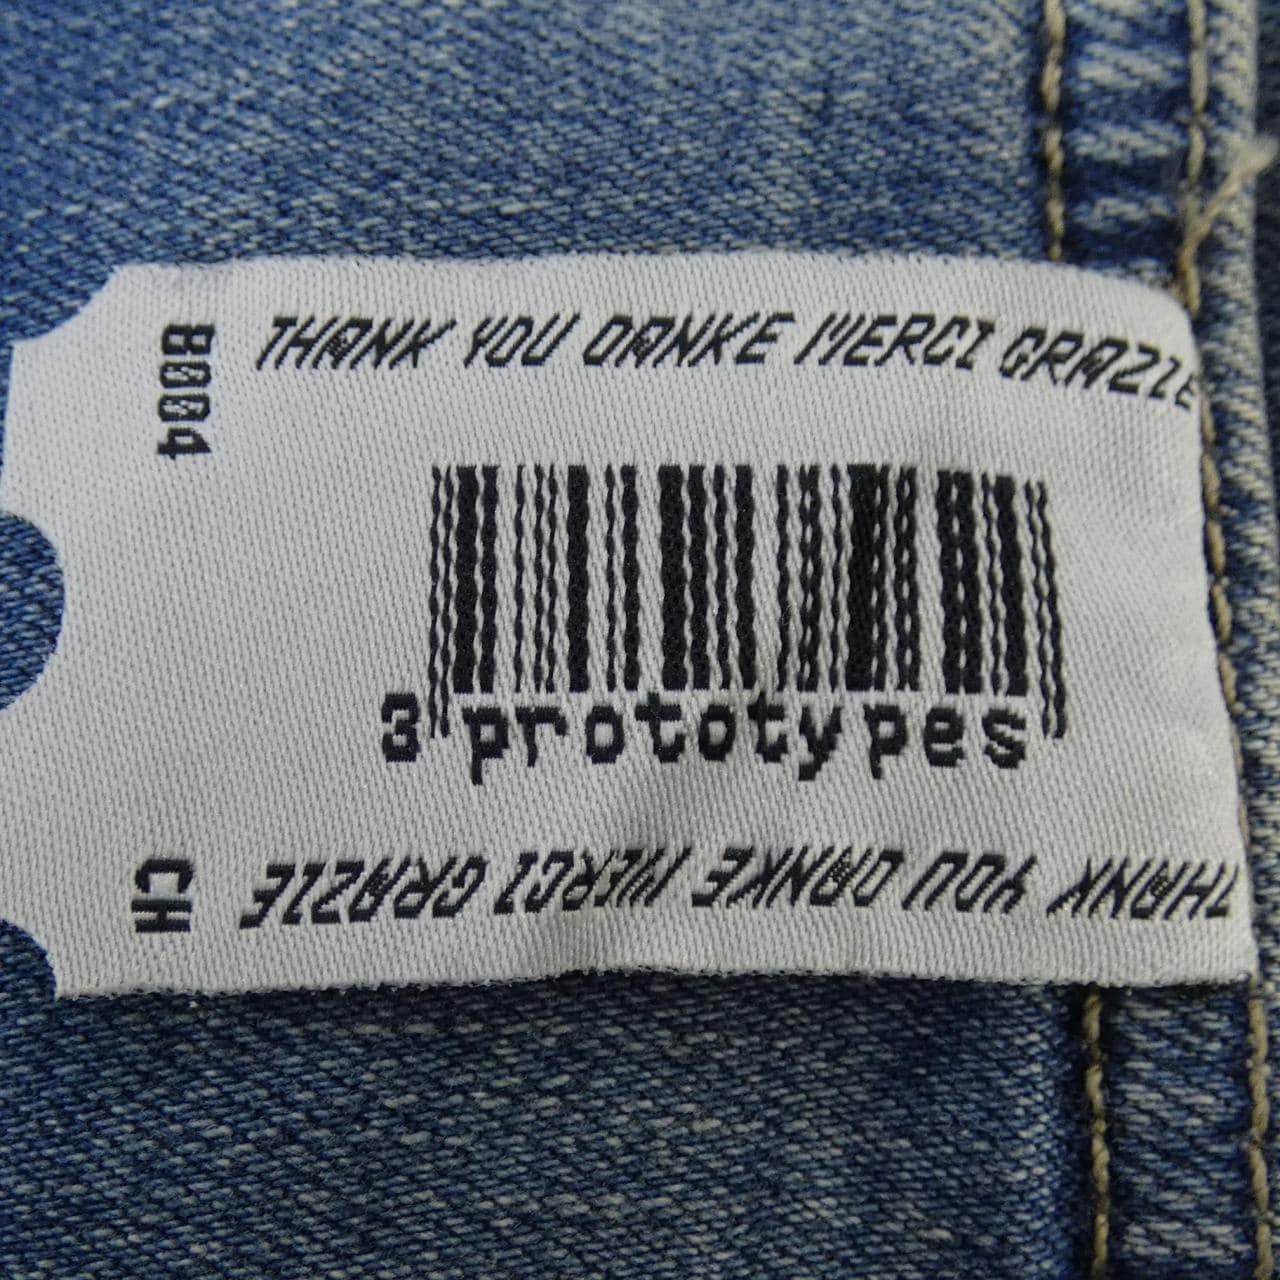 THANK YOU DANKE MERCI GRAZIE
8004
3 prototypes
CH
THANK YOU DANKE MERCI GRAZIE